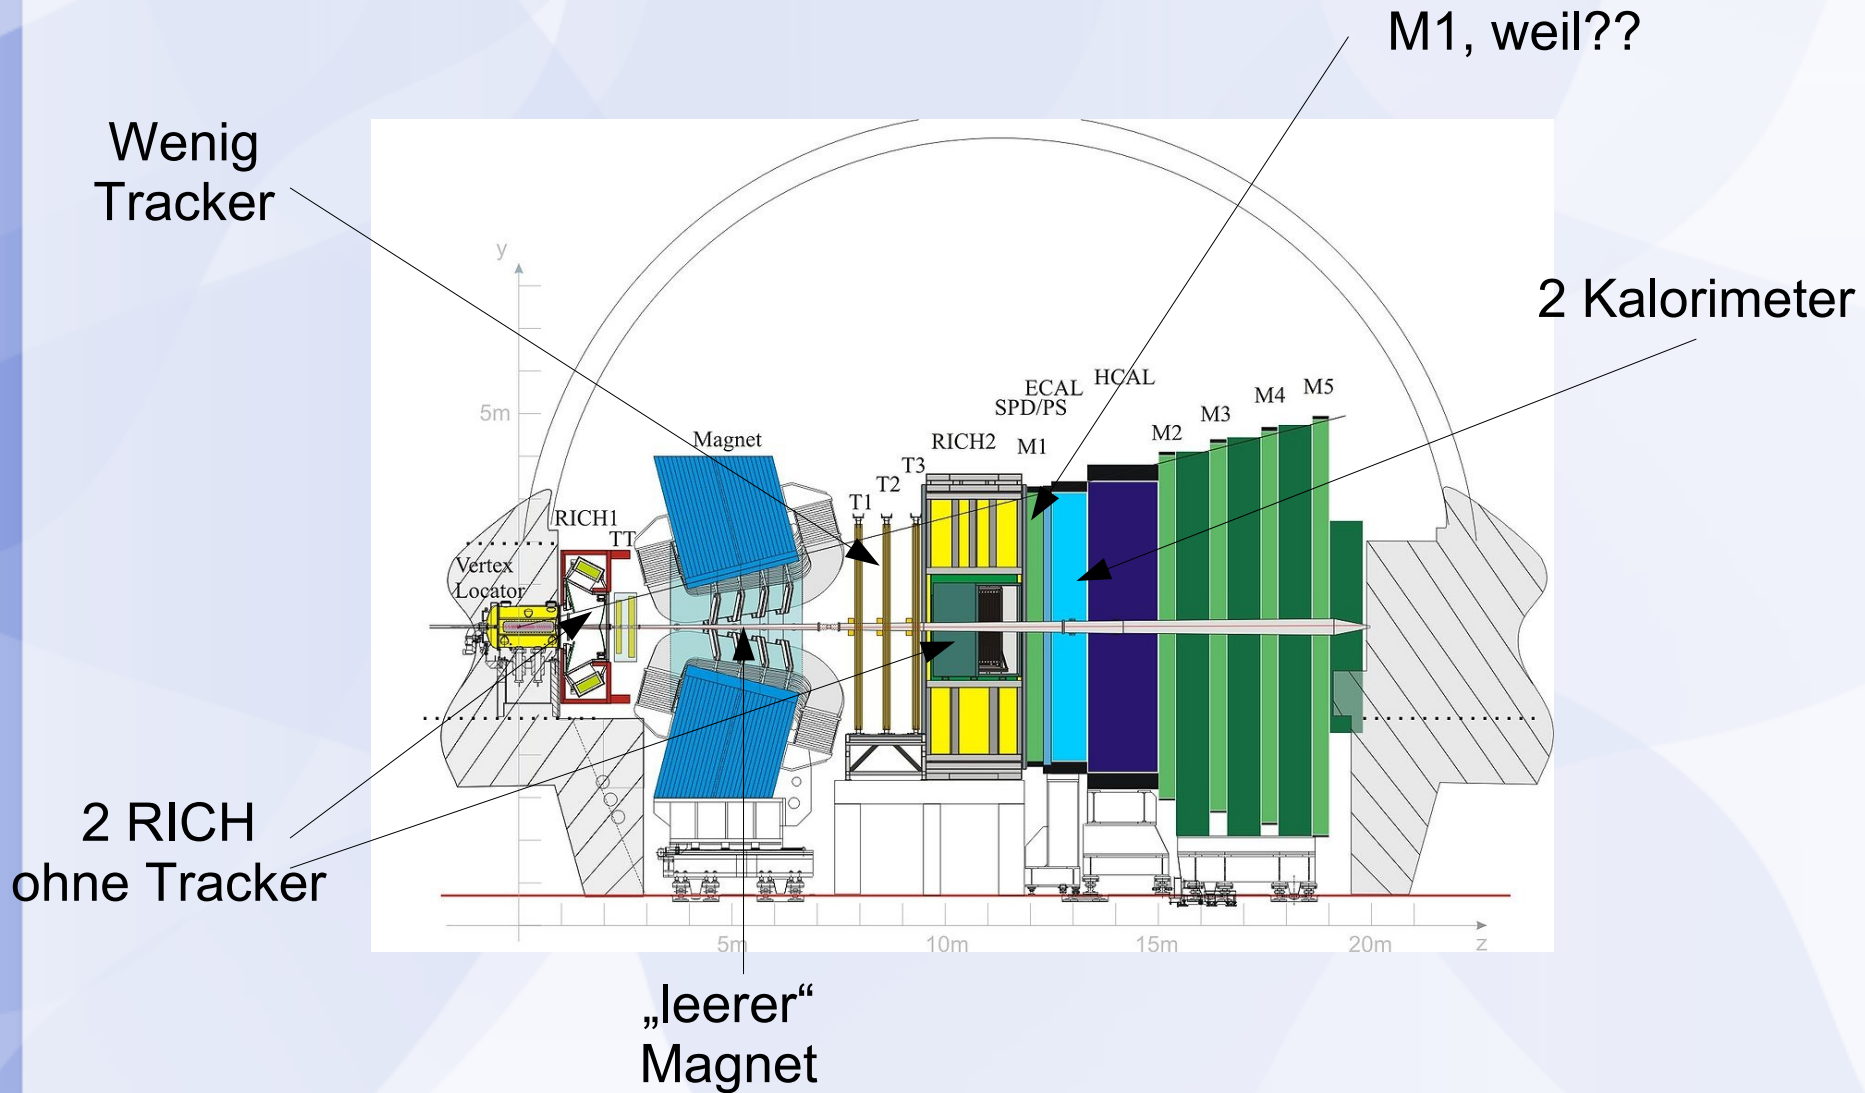 M1, weil??
Wenig
Tracker
2 Kalorimeter
y
5m
HCAL
ECAL
SPD/PS
M5
M4
M3
M2
M1
RICH2
Magnet
T3
T2
T1
RICH1
TT
Vertex
Locator
2 RICH
ohne Tracker
5m
10m
15m
20m
z
„leerer“
Magnet